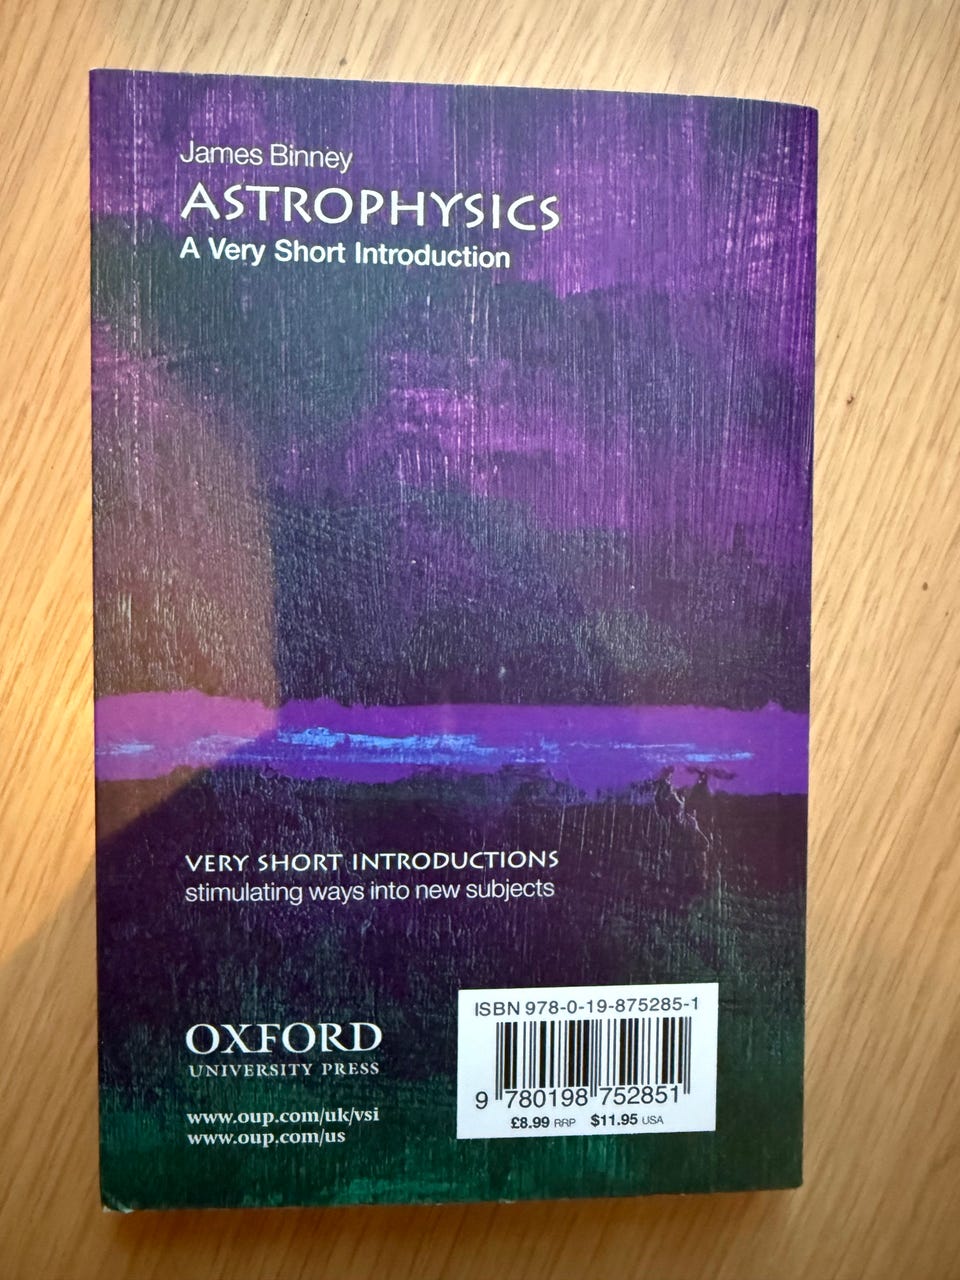 James Binney
ASTROPHYSICS
A Very Short Introduction
VERY SHORT INTRODUCTIONS
stimulating ways into new subjects
OXFORD
UNIVERSITY PRESS
www.oup.com/uk/vsi
www.oup.com/us
ISBN 978-0-19-875285-1
9 780198 752851
£8.99 RRP $11.95 USA